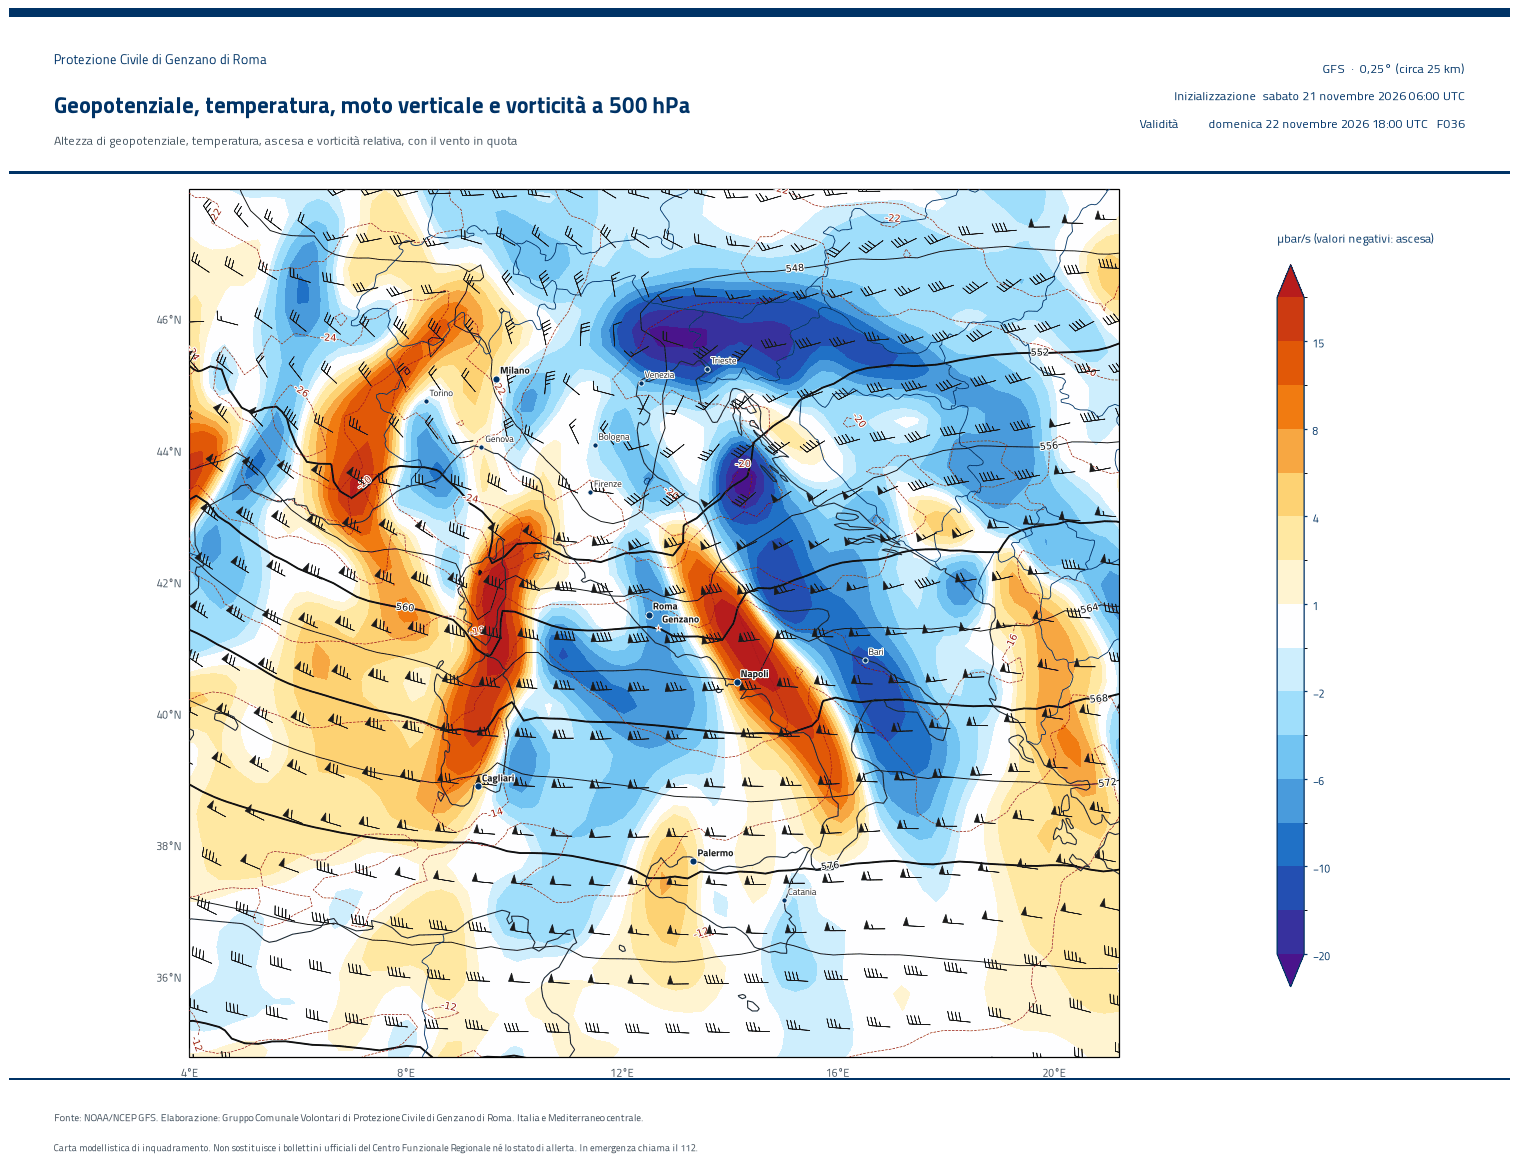 Protezione Civile di Genzano di Roma
Geopotenziale, temperatura, moto verticale e vorticità a 500 hPa
Altezza di geopotenziale, temperatura, ascesa e vorticità relativa, con il vento in quota
GFS · 0,25° (circa 25 km)
Inizializzazione sabato 21 novembre 2026 06:00 UTC
Validità domenica 22 novembre 2026 18:00 UTC F036
µbar/s (valori negativi: ascesa)
15
8
4
1
−2
−6
−10
−20
46°N
44°N
42°N
40°N
38°N
36°N
4°E
8°E
12°E
16°E
20°E
-22
-22
548
-24
552
Trieste
Venezia
Milano
-26
Torino
-22
-20
Bologna
Genova
556
-20
Firenze
-24
560
564
Roma
Genzano
-16
Bari
Napoli
568
Cagliari
572
-14
Palermo
576
Catania
-12
-12
-12
Fonte: NOAA/NCEP GFS. Elaborazione: Gruppo Comunale Volontari di Protezione Civile di Genzano di Roma. Italia e Mediterraneo centrale.
Carta modellistica di inquadramento. Non sostituisce i bollettini ufficiali del Centro Funzionale Regionale né lo stato di allerta. In emergenza chiama il 112.